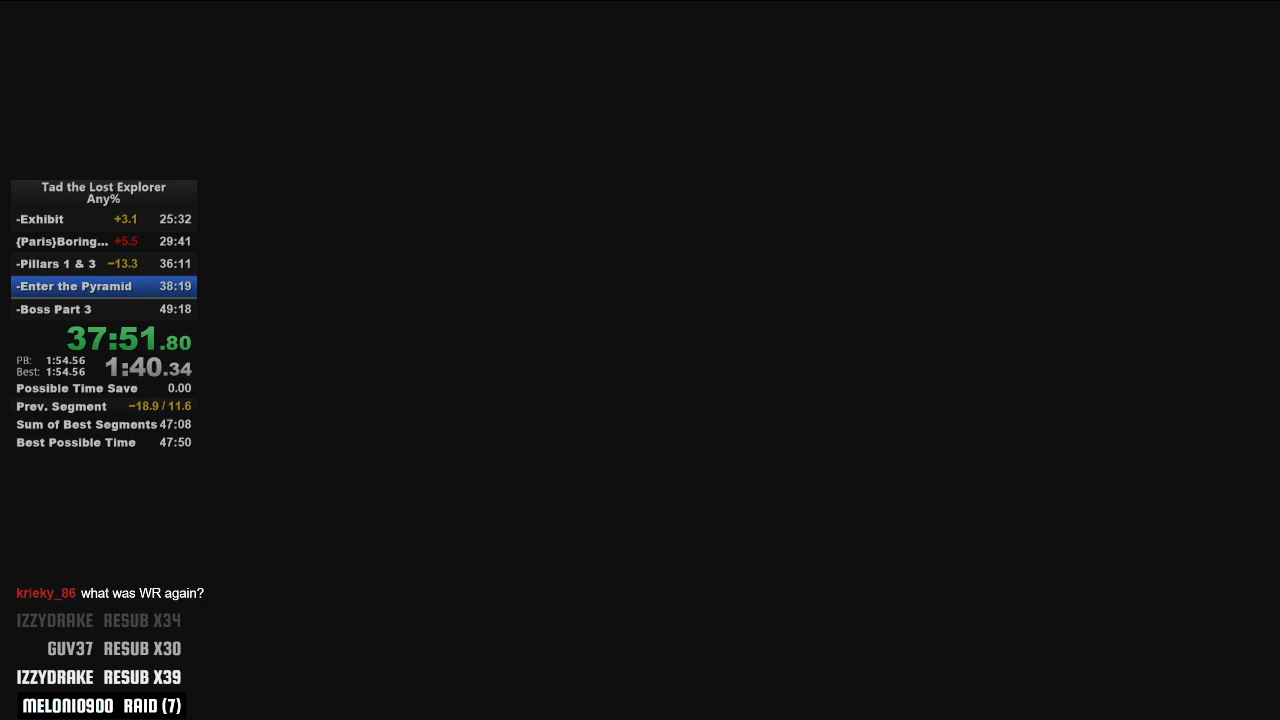 Tad the Lost Explorer
Any%
-Exhibit +3.1 25:32
{Paris}Boring... +5.5 29:41
-Pillars 1 & 3 −13.3 36:11
-Enter the Pyramid 38:19
-Boss Part 3 49:18
37:51.80
PB: 1:54.56
Best: 1:54.56
1:40.34
Possible Time Save 0.00
Prev. Segment −18.9 / 11.6
Sum of Best Segments 47:08
Best Possible Time 47:50
krieky_86 what was WR again?
IZZYDRAKE RESUB X34
GUV37 RESUB X30
IZZYDRAKE RESUB X39
MELONI0900 RAID (7)